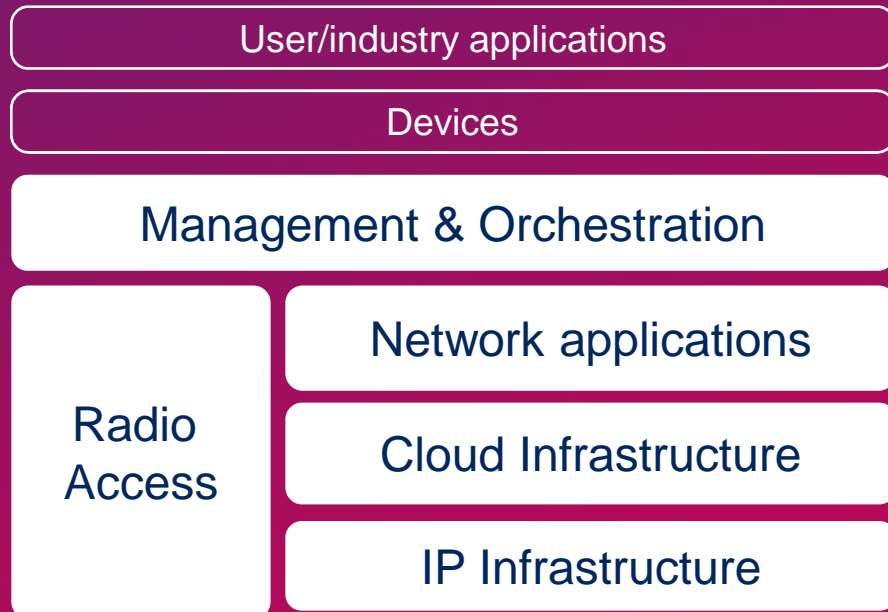 User/industry applications
Devices
Management & Orchestration
Radio
Access
Network applications
Cloud Infrastructure
IP Infrastructure